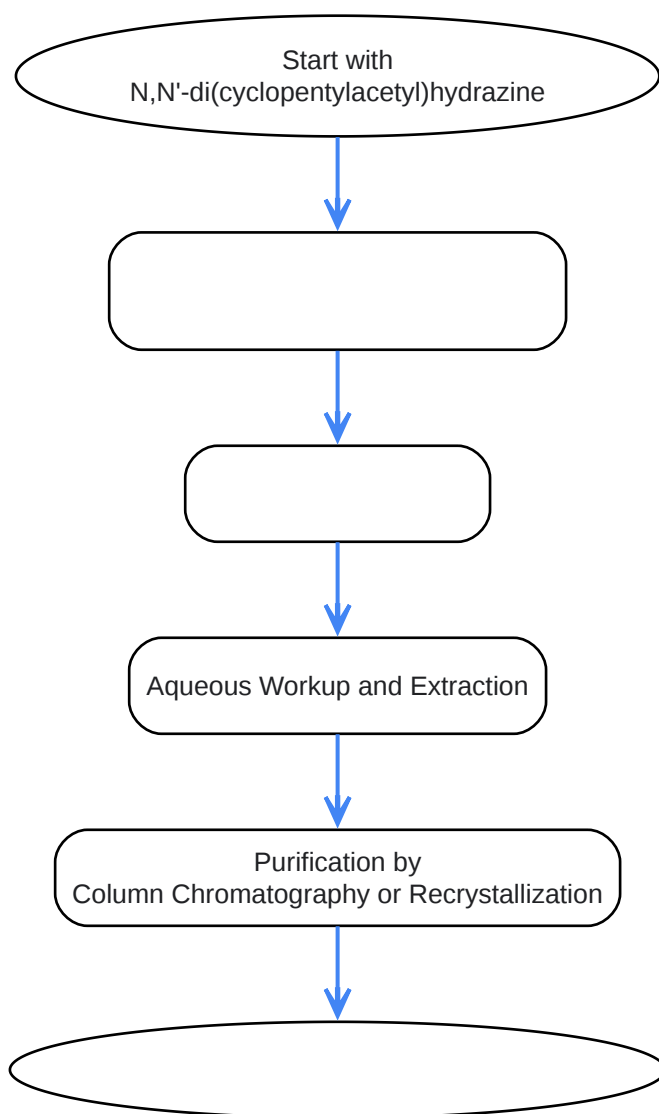 Start with
N,N'-di(cyclopentylacetyl)hydrazine
Aqueous Workup and Extraction
Purification by
Column Chromatography or Recrystallization